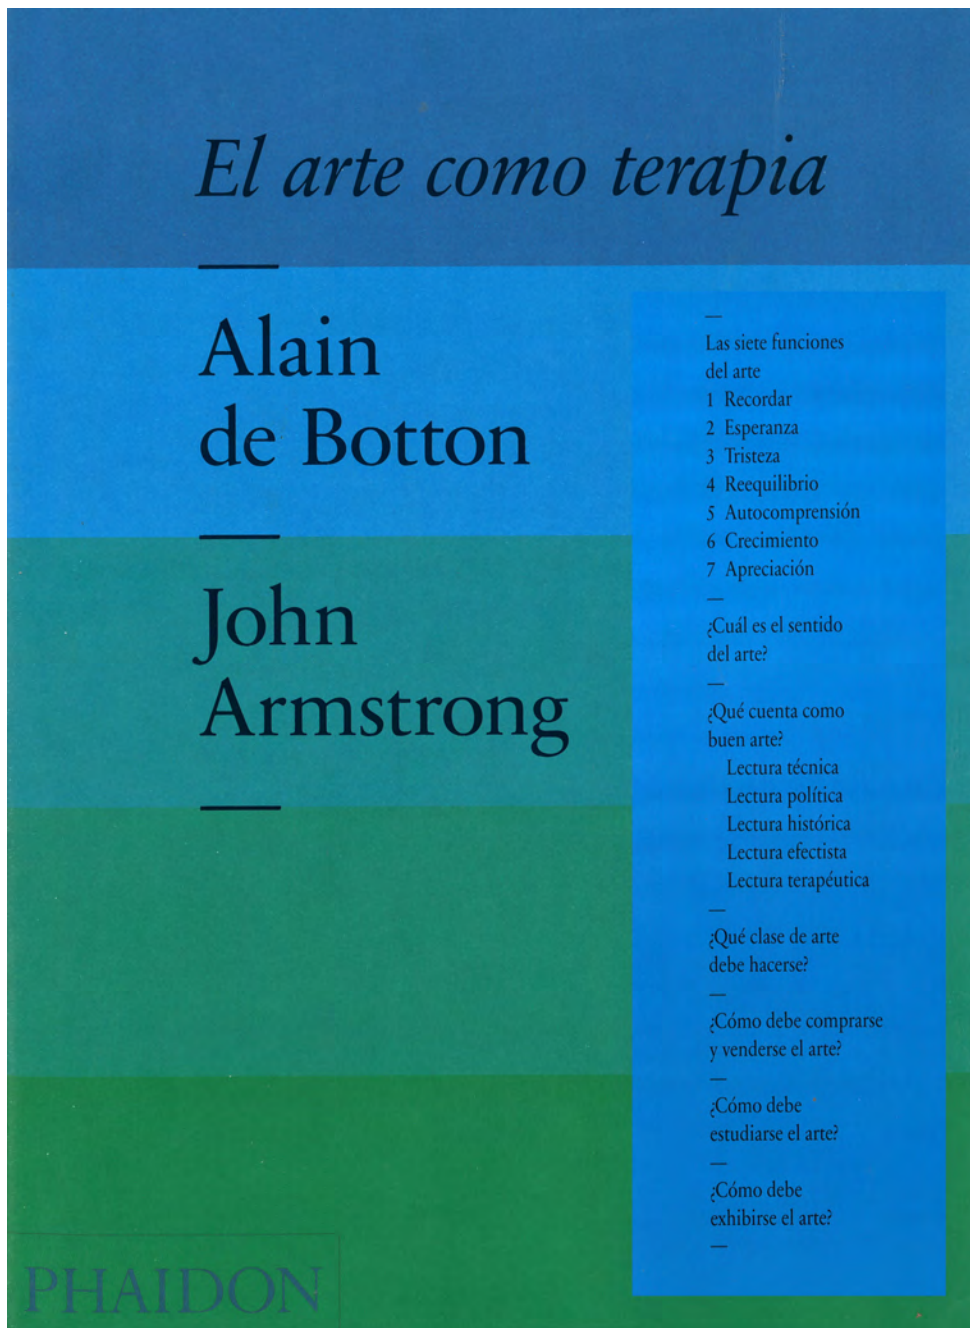 El arte como terapia
Alain
de Botton
John
Armstrong
—
Las siete funciones
del arte
1 Recordar
2 Esperanza
3 Tristeza
4 Reequilibrio
5 Autocomprensión
6 Crecimiento
7 Apreciación
—
¿Cuál es el sentido
del arte?
—
¿Qué cuenta como
buen arte?
Lectura técnica
Lectura política
Lectura histórica
Lectura efectista
Lectura terapéutica
—
¿Qué clase de arte
debe hacerse?
—
¿Cómo debe comprarse
y venderse el arte?
—
¿Cómo debe
estudiarse el arte?
—
¿Cómo debe
exhibirse el arte?
—
PHAIDON